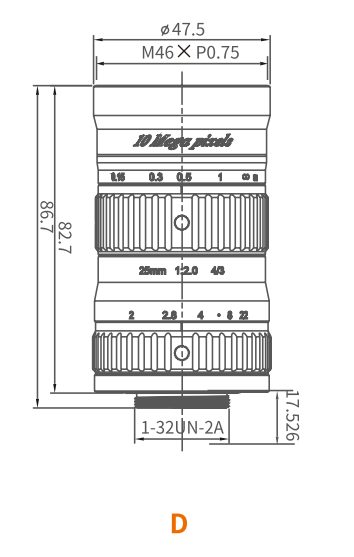 ø47.5
M46× P0.75
10 Mega pixels
0.15 0.3 0.5 1 ∞ m
86.7
82.7
25mm 1:2.0 4/3
2 2.8 4 • 8 22
17.526
1-32UN-2A
D